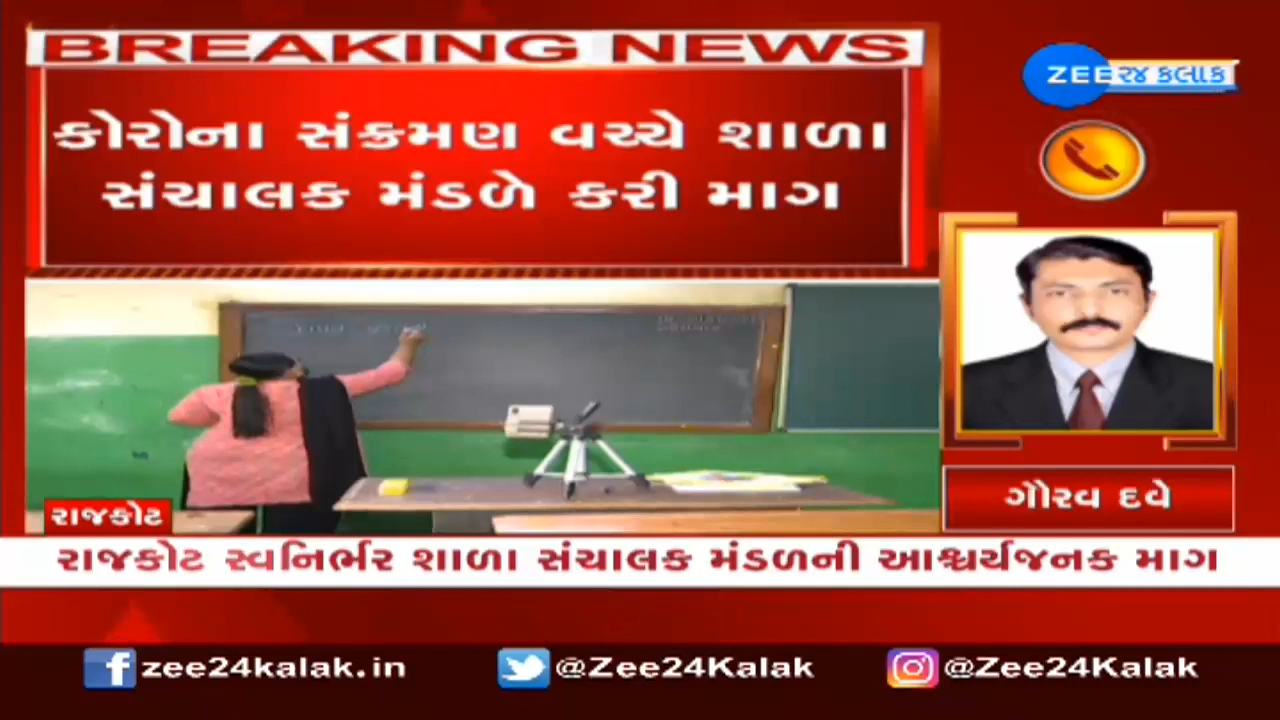 BREAKING NEWS
કોરોના સંક્રમણ વચ્ચે શાળા
સંચાલક મંડળે કરી માગ
ZEE ૨૪ કલાક
ગૌરવ દવે
રાજકોટ
રાજકોટ સ્વનિર્ભર શાળા સંચાલક મંડળની આશ્ચર્યજનક માગ
zee24kalak.in
@Zee24Kalak
@Zee24Kalak